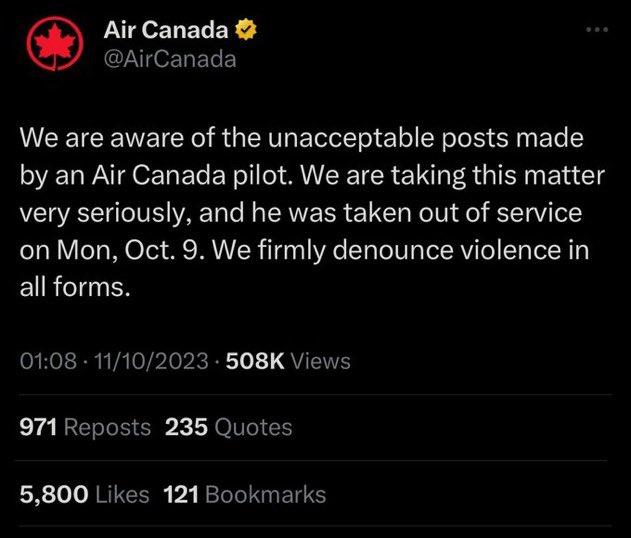 Air Canada
@AirCanada
We are aware of the unacceptable posts made
by an Air Canada pilot. We are taking this matter
very seriously, and he was taken out of service
on Mon, Oct. 9. We firmly denounce violence in
all forms.
01:08 · 11/10/2023 · 508K Views
971 Reposts 235 Quotes
5,800 Likes 121 Bookmarks